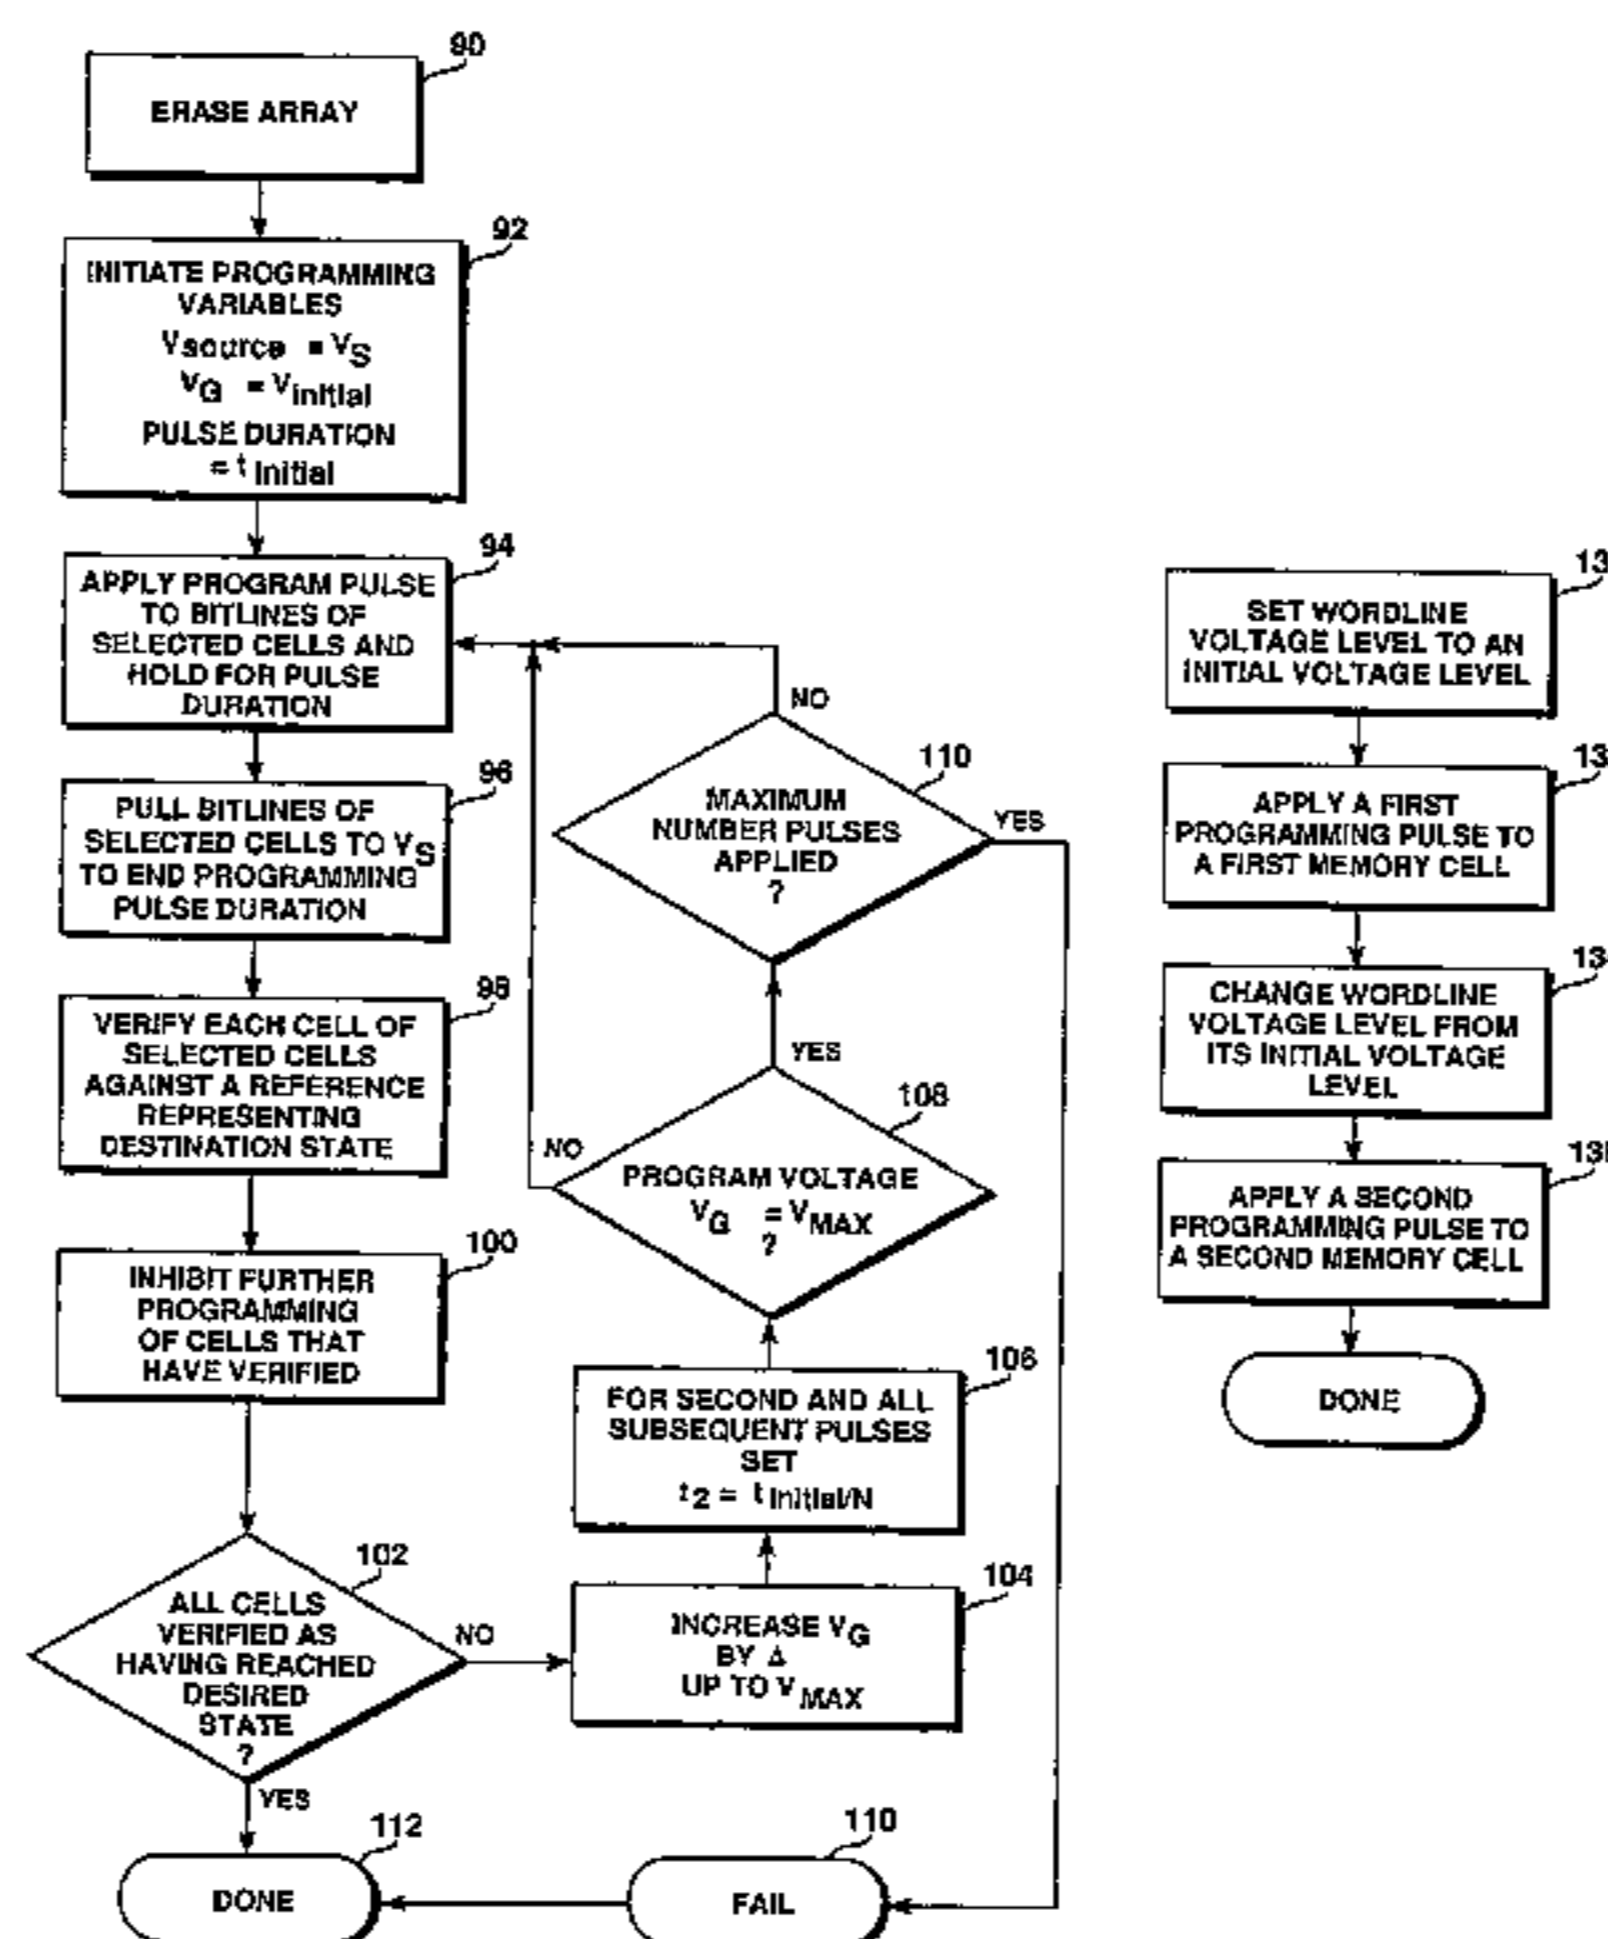 90
ERASE ARRAY
92
INITIATE PROGRAMMING
VARIABLES
Vsource = VS
VG = Vinitial
PULSE DURATION
= t initial
94
APPLY PROGRAM PULSE
TO BITLINES OF
SELECTED CELLS AND
HOLD FOR PULSE
DURATION
96
PULL BITLINES OF
SELECTED CELLS TO VS
TO END PROGRAMMING
PULSE DURATION
98
VERIFY EACH CELL OF
SELECTED CELLS
AGAINST A REFERENCE
REPRESENTING
DESTINATION STATE
100
INHIBIT FURTHER
PROGRAMMING
OF CELLS THAT
HAVE VERIFIED
102
ALL CELLS
VERIFIED AS
HAVING REACHED
DESIRED
STATE
?
NO
YES
112
DONE
NO
110
MAXIMUM
NUMBER PULSES
APPLIED
?
YES
YES
108
NO
PROGRAM VOLTAGE
VG = VMAX
?
106
FOR SECOND AND ALL
SUBSEQUENT PULSES
SET
t2 = t initial/N
104
INCREASE VG
BY Δ
UP TO VMAX
110
FAIL
13
SET WORDLINE
VOLTAGE LEVEL TO AN
INITIAL VOLTAGE LEVEL
13
APPLY A FIRST
PROGRAMMING PULSE TO
A FIRST MEMORY CELL
13
CHANGE WORDLINE
VOLTAGE LEVEL FROM
ITS INITIAL VOLTAGE
LEVEL
13
APPLY A SECOND
PROGRAMMING PULSE TO
A SECOND MEMORY CELL
DONE